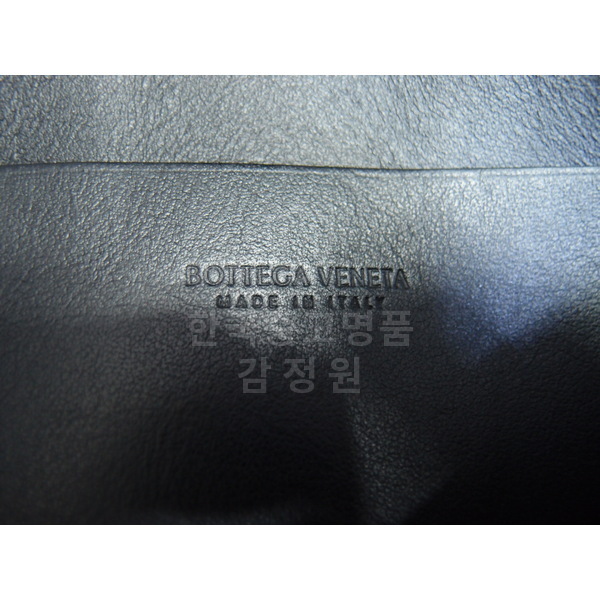 BOTTEGA VENETA
MADE IN ITALY
명품
감정원